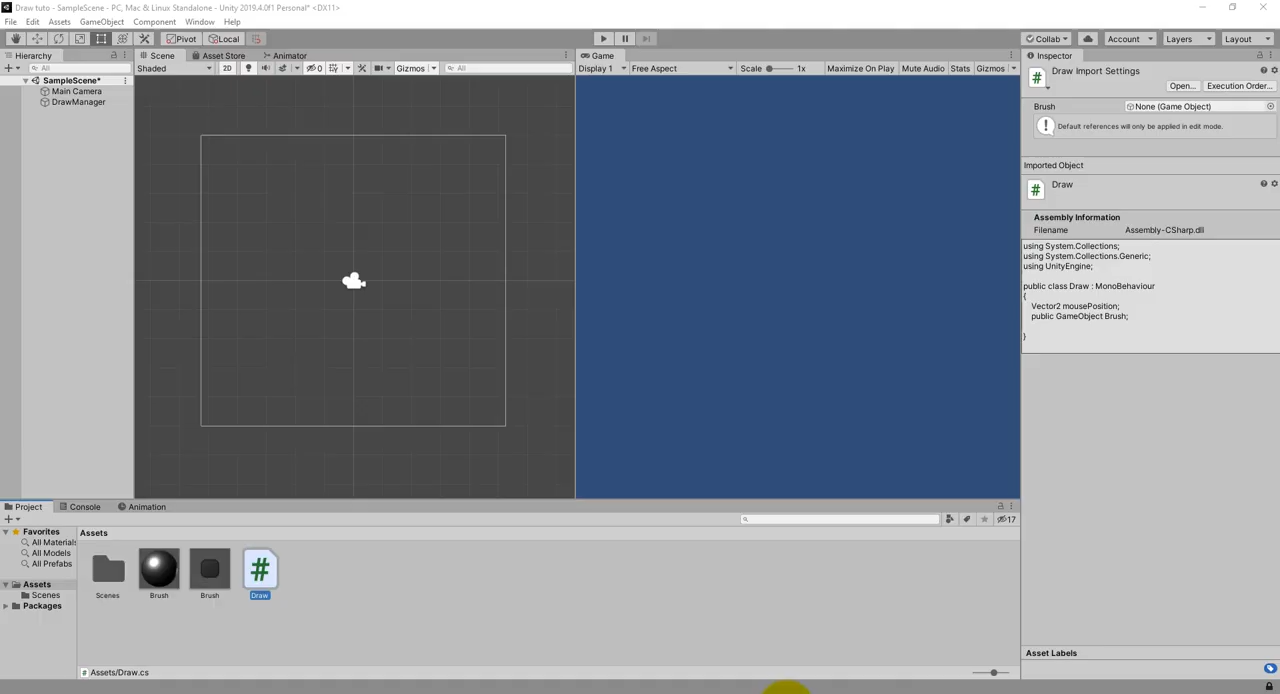 Draw tuto - SampleScene - PC, Mac & Linux Standalone - Unity 2019.4.0f1 Personal* <DX11>
File Edit Assets GameObject Component Window Help
Pivot Local Collab Account Layers Layout
Hierarchy Scene Asset Store Animator Game Inspector
All Shaded 2D 0 Gizmos All Display 1 Free Aspect Scale 1x Maximize On Play Mute Audio Stats Gizmos
Draw Import Settings
SampleScene*
Open... Execution Order...
Main Camera
DrawManager
Brush None (Game Object)
Default references will only be applied in edit mode.
Imported Object
# Draw
Assembly Information
Filename Assembly-CSharp.dll
using System.Collections;
using System.Collections.Generic;
using UnityEngine;
public class Draw : MonoBehaviour
{
Vector2 mousePosition;
public GameObject Brush;
}
Project Console Animation
17
Favorites
All Materials
All Models
All Prefabs
Assets
Scenes
Packages
Assets
Scenes Brush Brush Draw
Assets/Draw.cs
Asset Labels